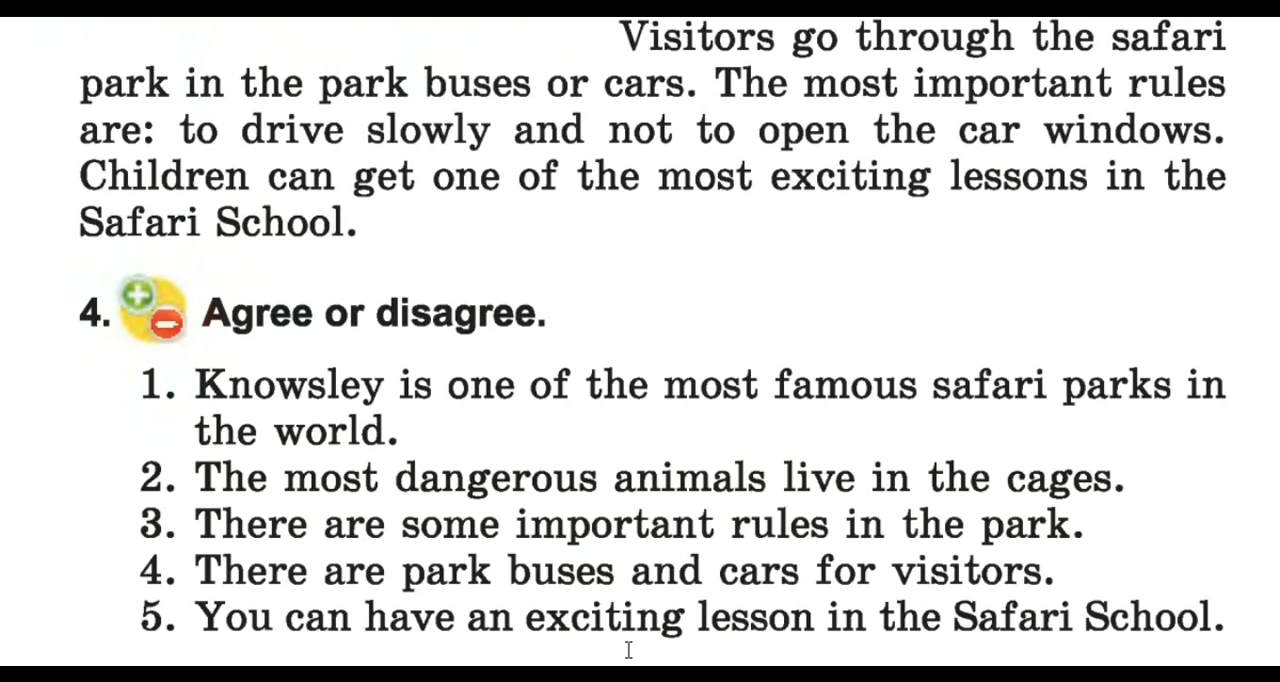 Visitors go through the safari
park in the park buses or cars. The most important rules
are: to drive slowly and not to open the car windows.
Children can get one of the most exciting lessons in the
Safari School.
4. Agree or disagree.
1. Knowsley is one of the most famous safari parks in
the world.
2. The most dangerous animals live in the cages.
3. There are some important rules in the park.
4. There are park buses and cars for visitors.
5. You can have an exciting lesson in the Safari School.